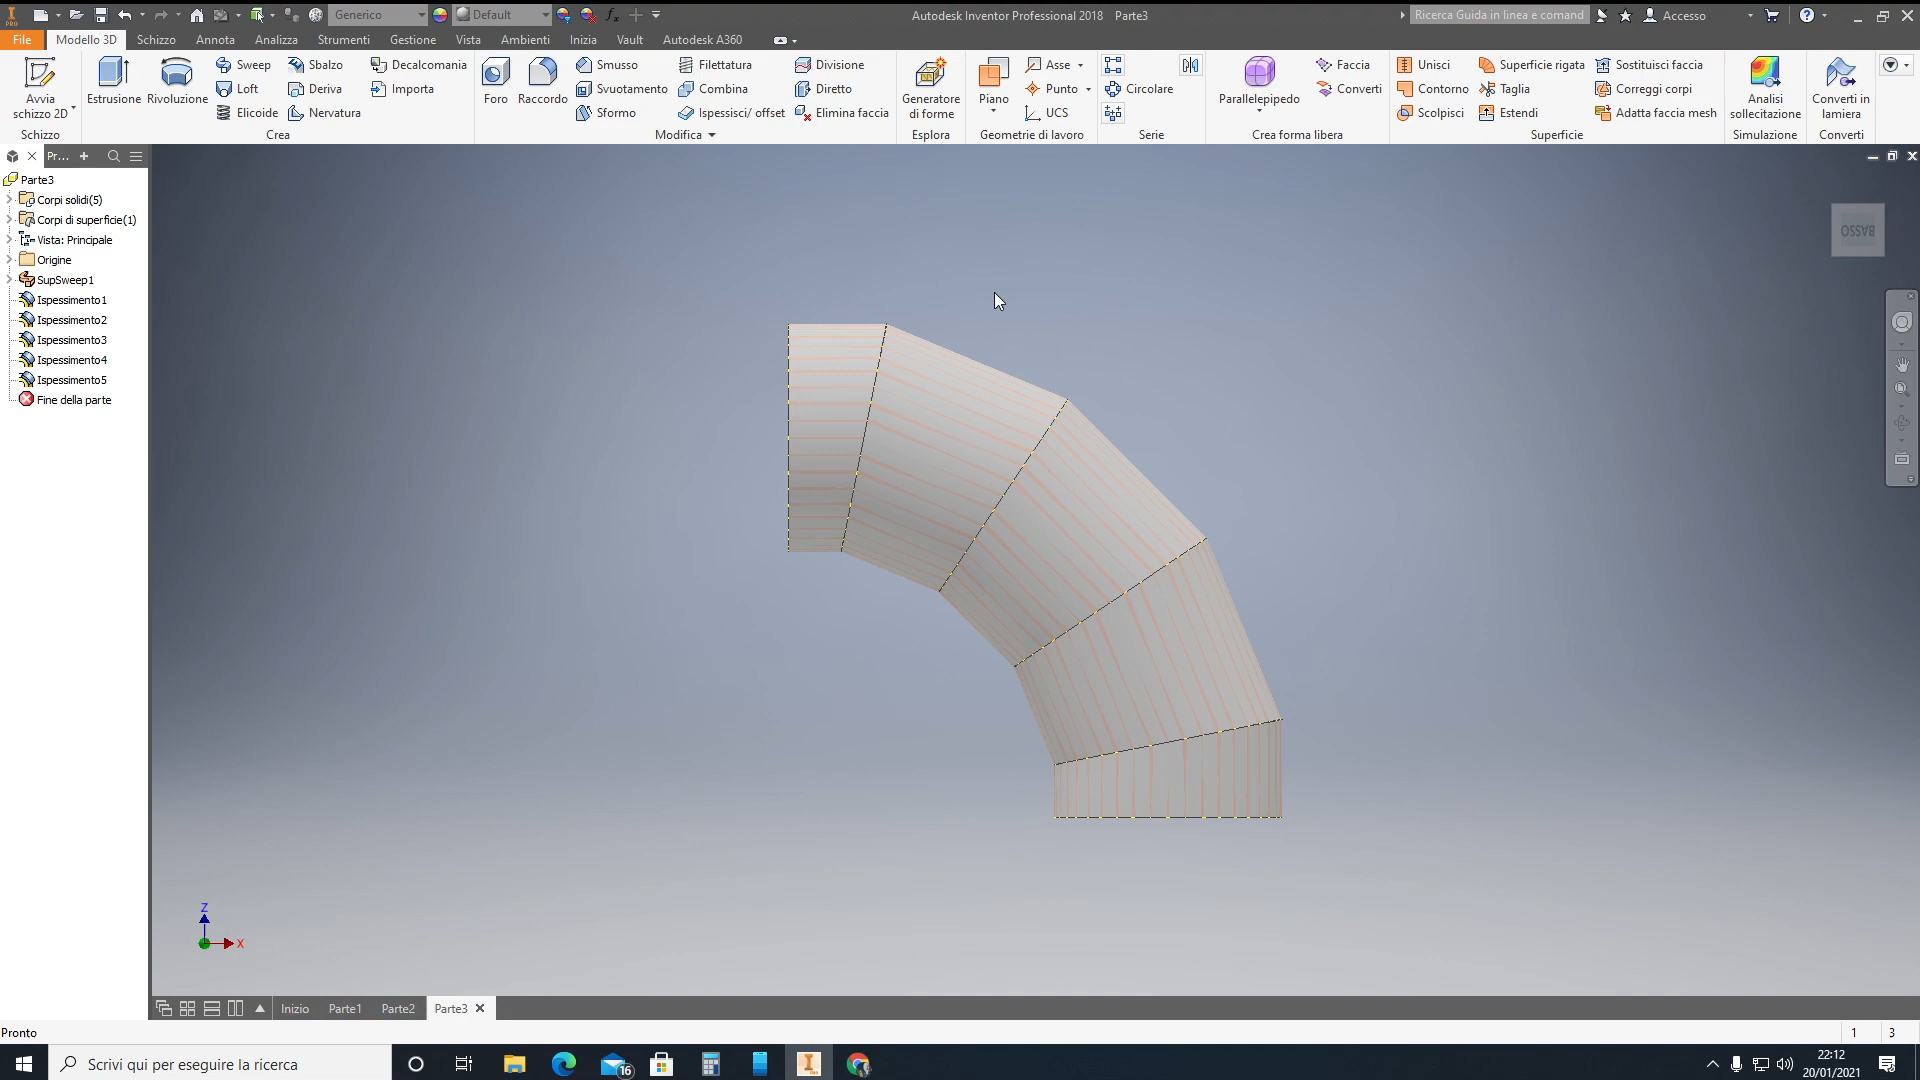 Generico
Default
Autodesk Inventor Professional 2018 Parte3
Ricerca Guida in linea e comand
Accesso
File Modello 3D Schizzo Annota Analizza Strumenti Gestione Vista Ambienti Inizia Vault Autodesk A360
Avvia
schizzo 2D
Schizzo
Estrusione
Rivoluzione
Sweep
Loft
Elicoide
Sbalzo
Deriva
Nervatura
Decalcomania
Importa
Crea
Foro
Raccordo
Smusso
Svuotamento
Sformo
Filettatura
Combina
Ispessisci/ offset
Divisione
Diretto
Elimina faccia
Modifica
Generatore
di forme
Esplora
Piano
Asse
Punto
UCS
Geometrie di lavoro
Circolare
Serie
Parallelepipedo
Faccia
Converti
Crea forma libera
Unisci
Contorno
Scolpisci
Superficie rigata
Taglia
Estendi
Sostituisci faccia
Correggi corpi
Adatta faccia mesh
Superficie
Analisi
sollecitazione
Simulazione
Converti in
lamiera
Converti
Pr...
Parte3
Corpi solidi(5)
Corpi di superficie(1)
Vista: Principale
Origine
SupSweep1
Ispessimento1
Ispessimento2
Ispessimento3
Ispessimento4
Ispessimento5
Fine della parte
BASSO
Z
X
Inizio Parte1 Parte2 Parte3
Pronto
1 3
Scrivi qui per eseguire la ricerca
16
22:12
20/01/2021